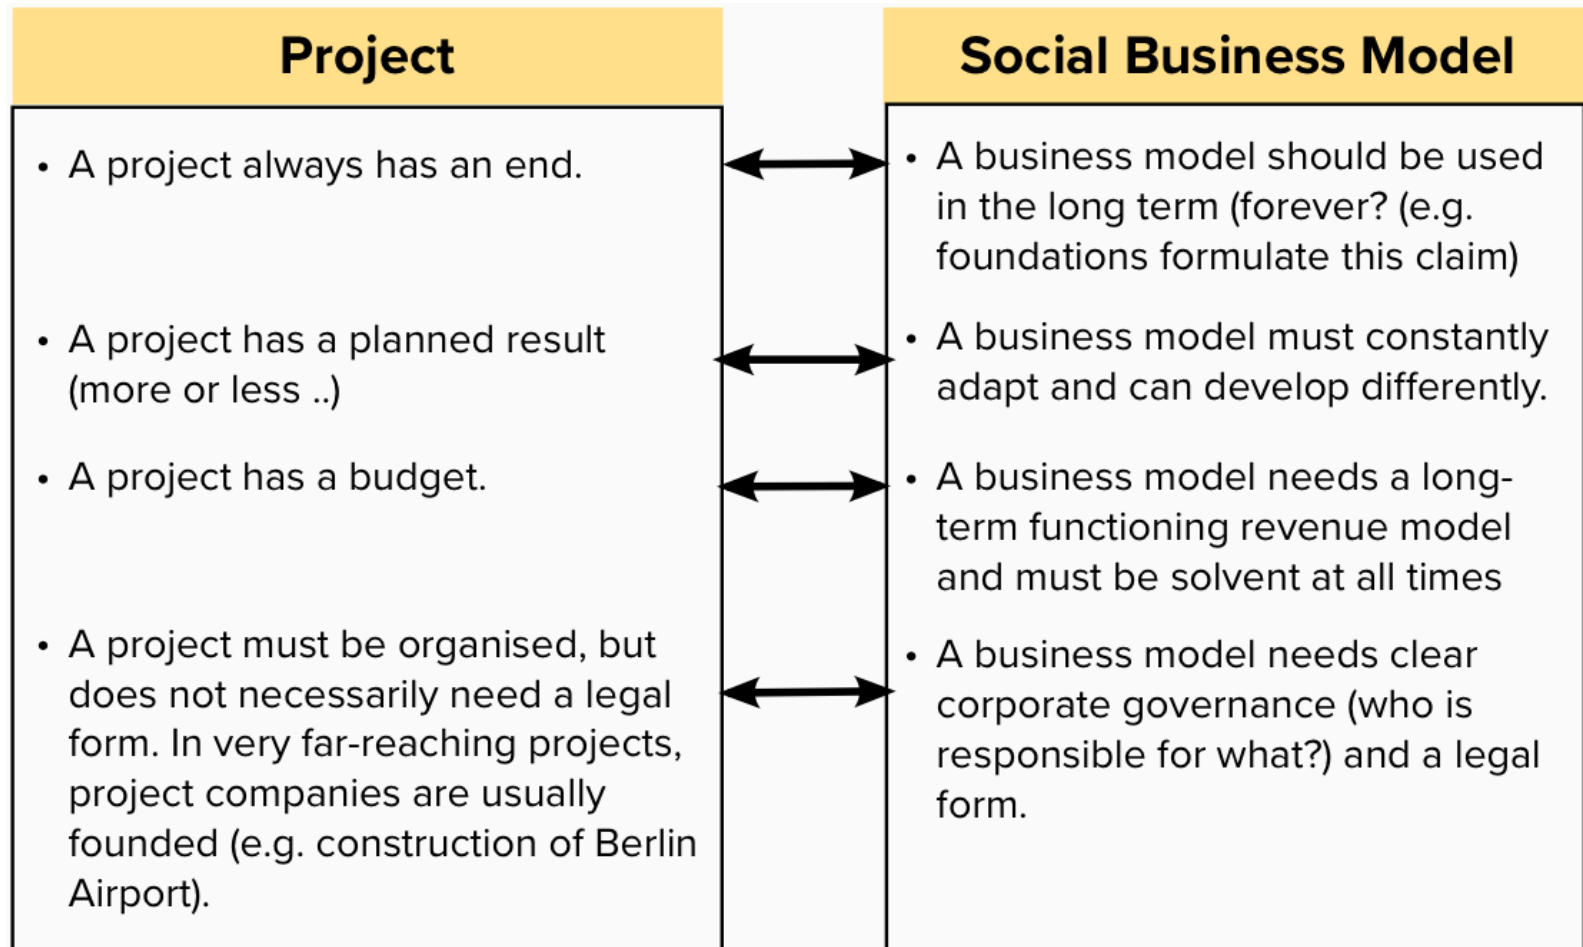 Project
• A project always has an end.
• A project has a planned result
(more or less ..)
• A project has a budget.
• A project must be organised, but
does not necessarily need a legal
form. In very far-reaching projects,
project companies are usually
founded (e.g. construction of Berlin
Airport).
Social Business Model
• A business model should be used
in the long term (forever? (e.g.
foundations formulate this claim)
• A business model must constantly
adapt and can develop differently.
• A business model needs a long-
term functioning revenue model
and must be solvent at all times
• A business model needs clear
corporate governance (who is
responsible for what?) and a legal
form.